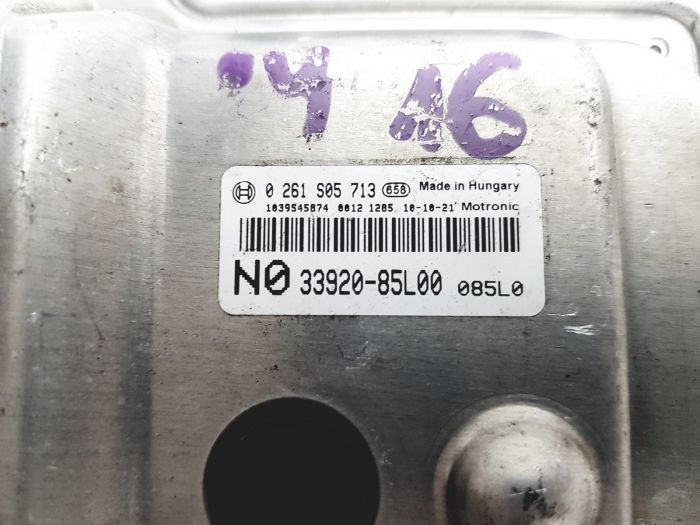 4 16
0 261 S05 713 658 Made in Hungary
1039S45874 0012 1285 10-10-21 Motronic
N0 33920-85L00 085L0